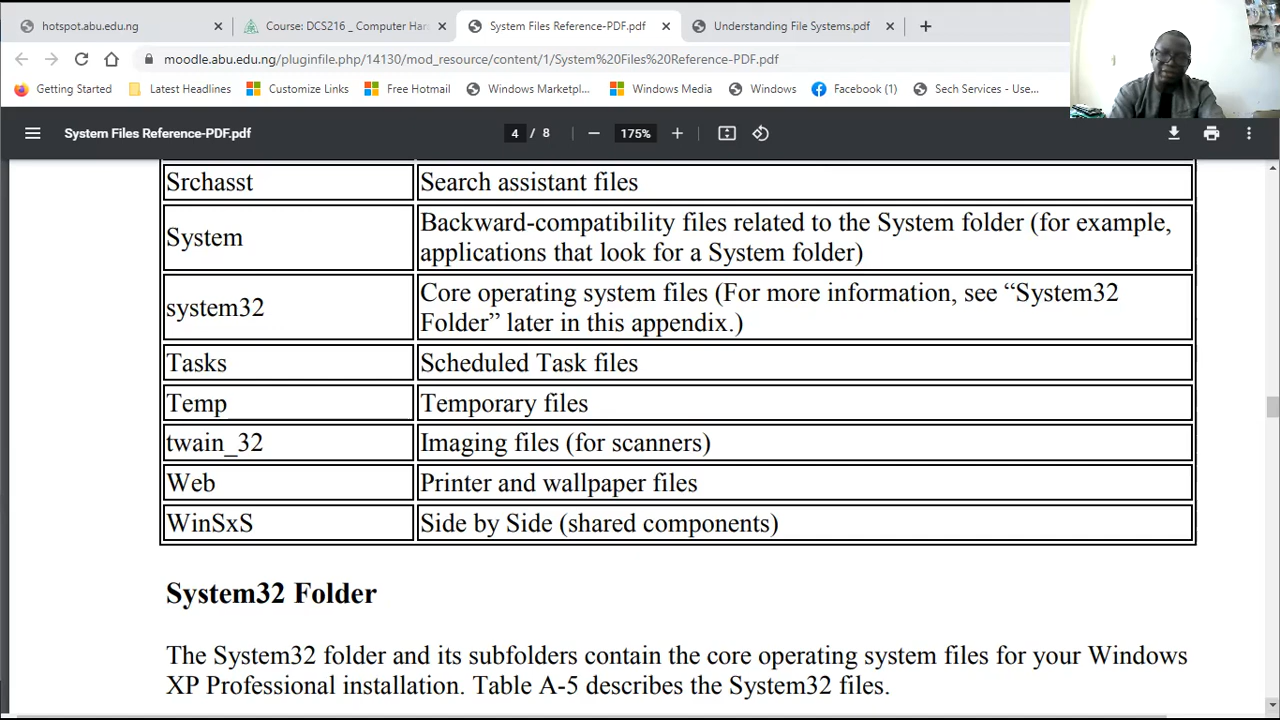 hotspot.abu.edu.ng
Course: DCS216 _ Computer Har
System Files Reference-PDF.pdf
Understanding File Systems.pdf
moodle.abu.edu.ng/pluginfile.php/14130/mod_resource/content/1/System%20Files%20Reference-PDF.pdf
Getting Started
Latest Headlines
Customize Links
Free Hotmail
Windows Marketpl...
Windows Media
Windows
Facebook (1)
Sech Services - Use...
System Files Reference-PDF.pdf
4 / 8
175%
Srchasst
Search assistant files
System
Backward-compatibility files related to the System folder (for example,
applications that look for a System folder)
system32
Core operating system files (For more information, see “System32
Folder” later in this appendix.)
Tasks
Scheduled Task files
Temp
Temporary files
twain_32
Imaging files (for scanners)
Web
Printer and wallpaper files
WinSxS
Side by Side (shared components)
System32 Folder
The System32 folder and its subfolders contain the core operating system files for your Windows
XP Professional installation. Table A-5 describes the System32 files.